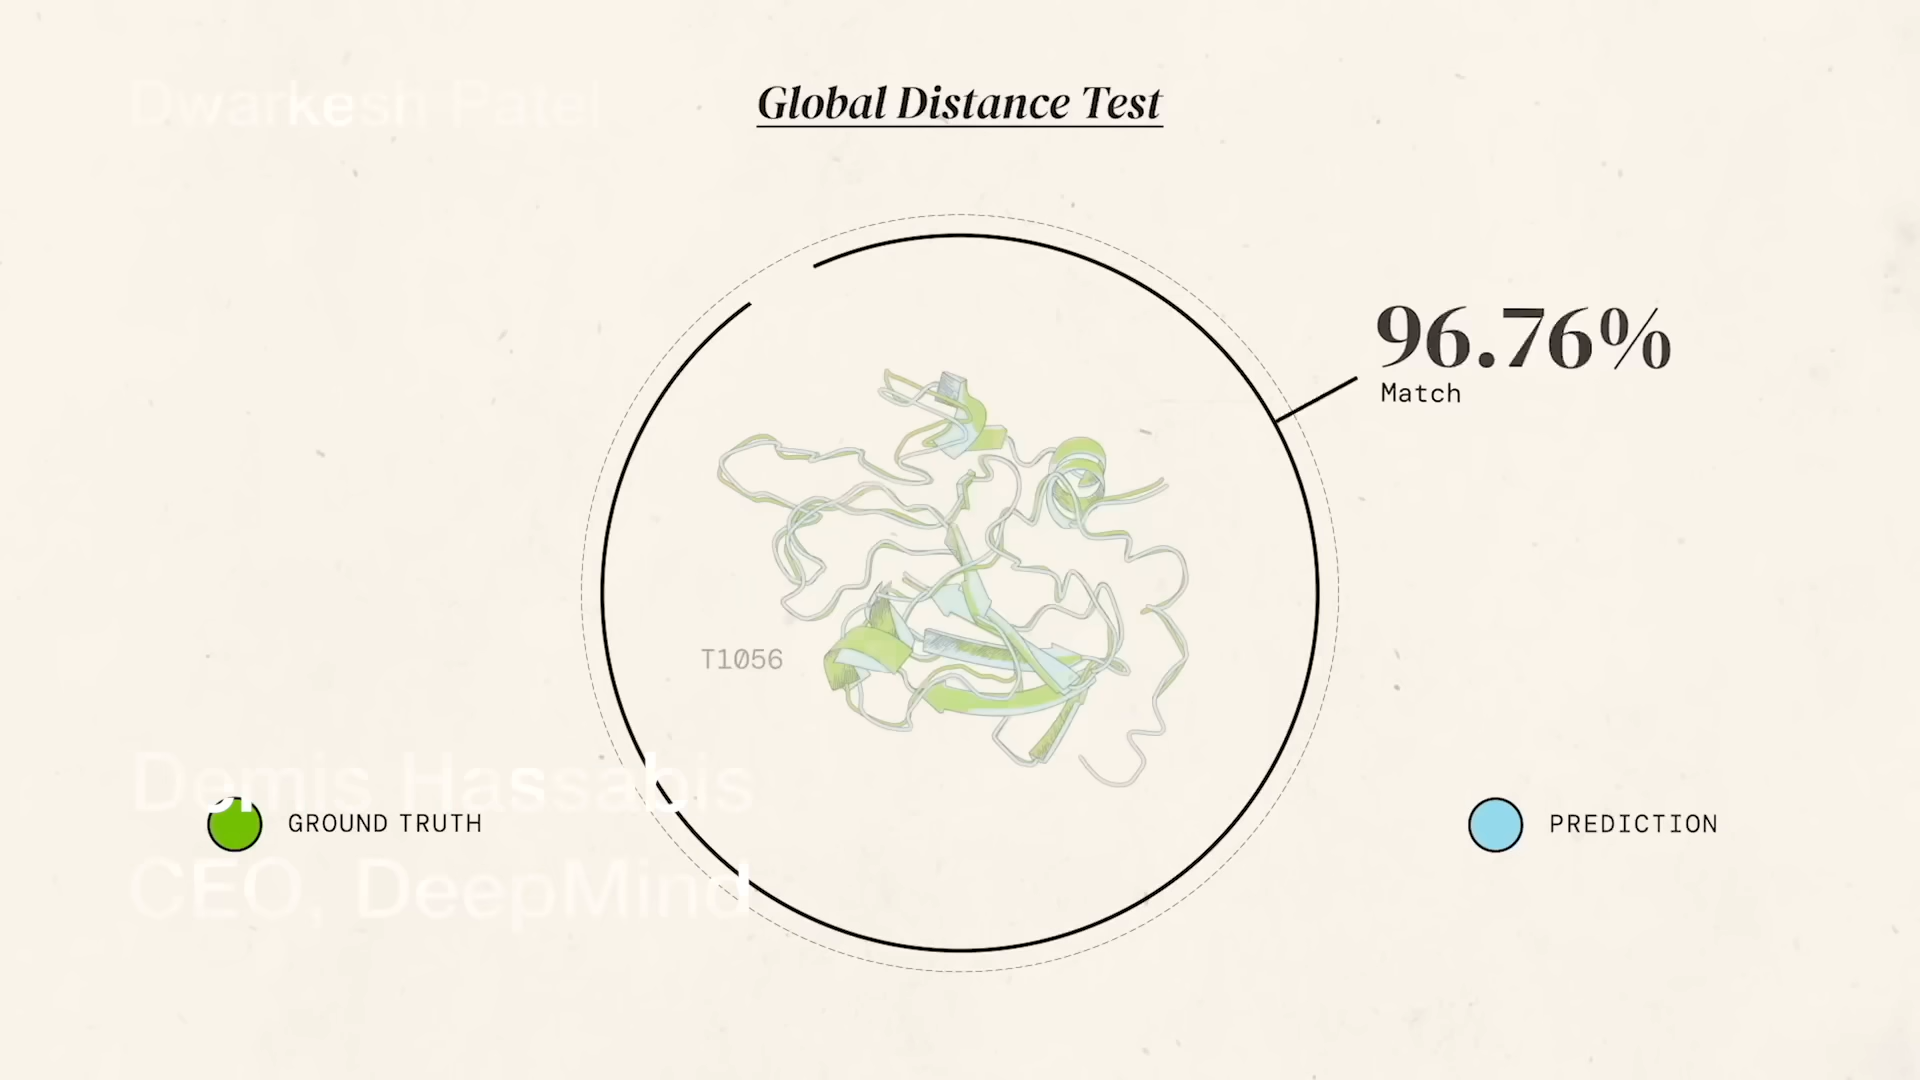 Dwarkesh Patel
Global Distance Test
96.76%
Match
T1056
Demis Hassabis
GROUND TRUTH
PREDICTION
CEO, DeepMind